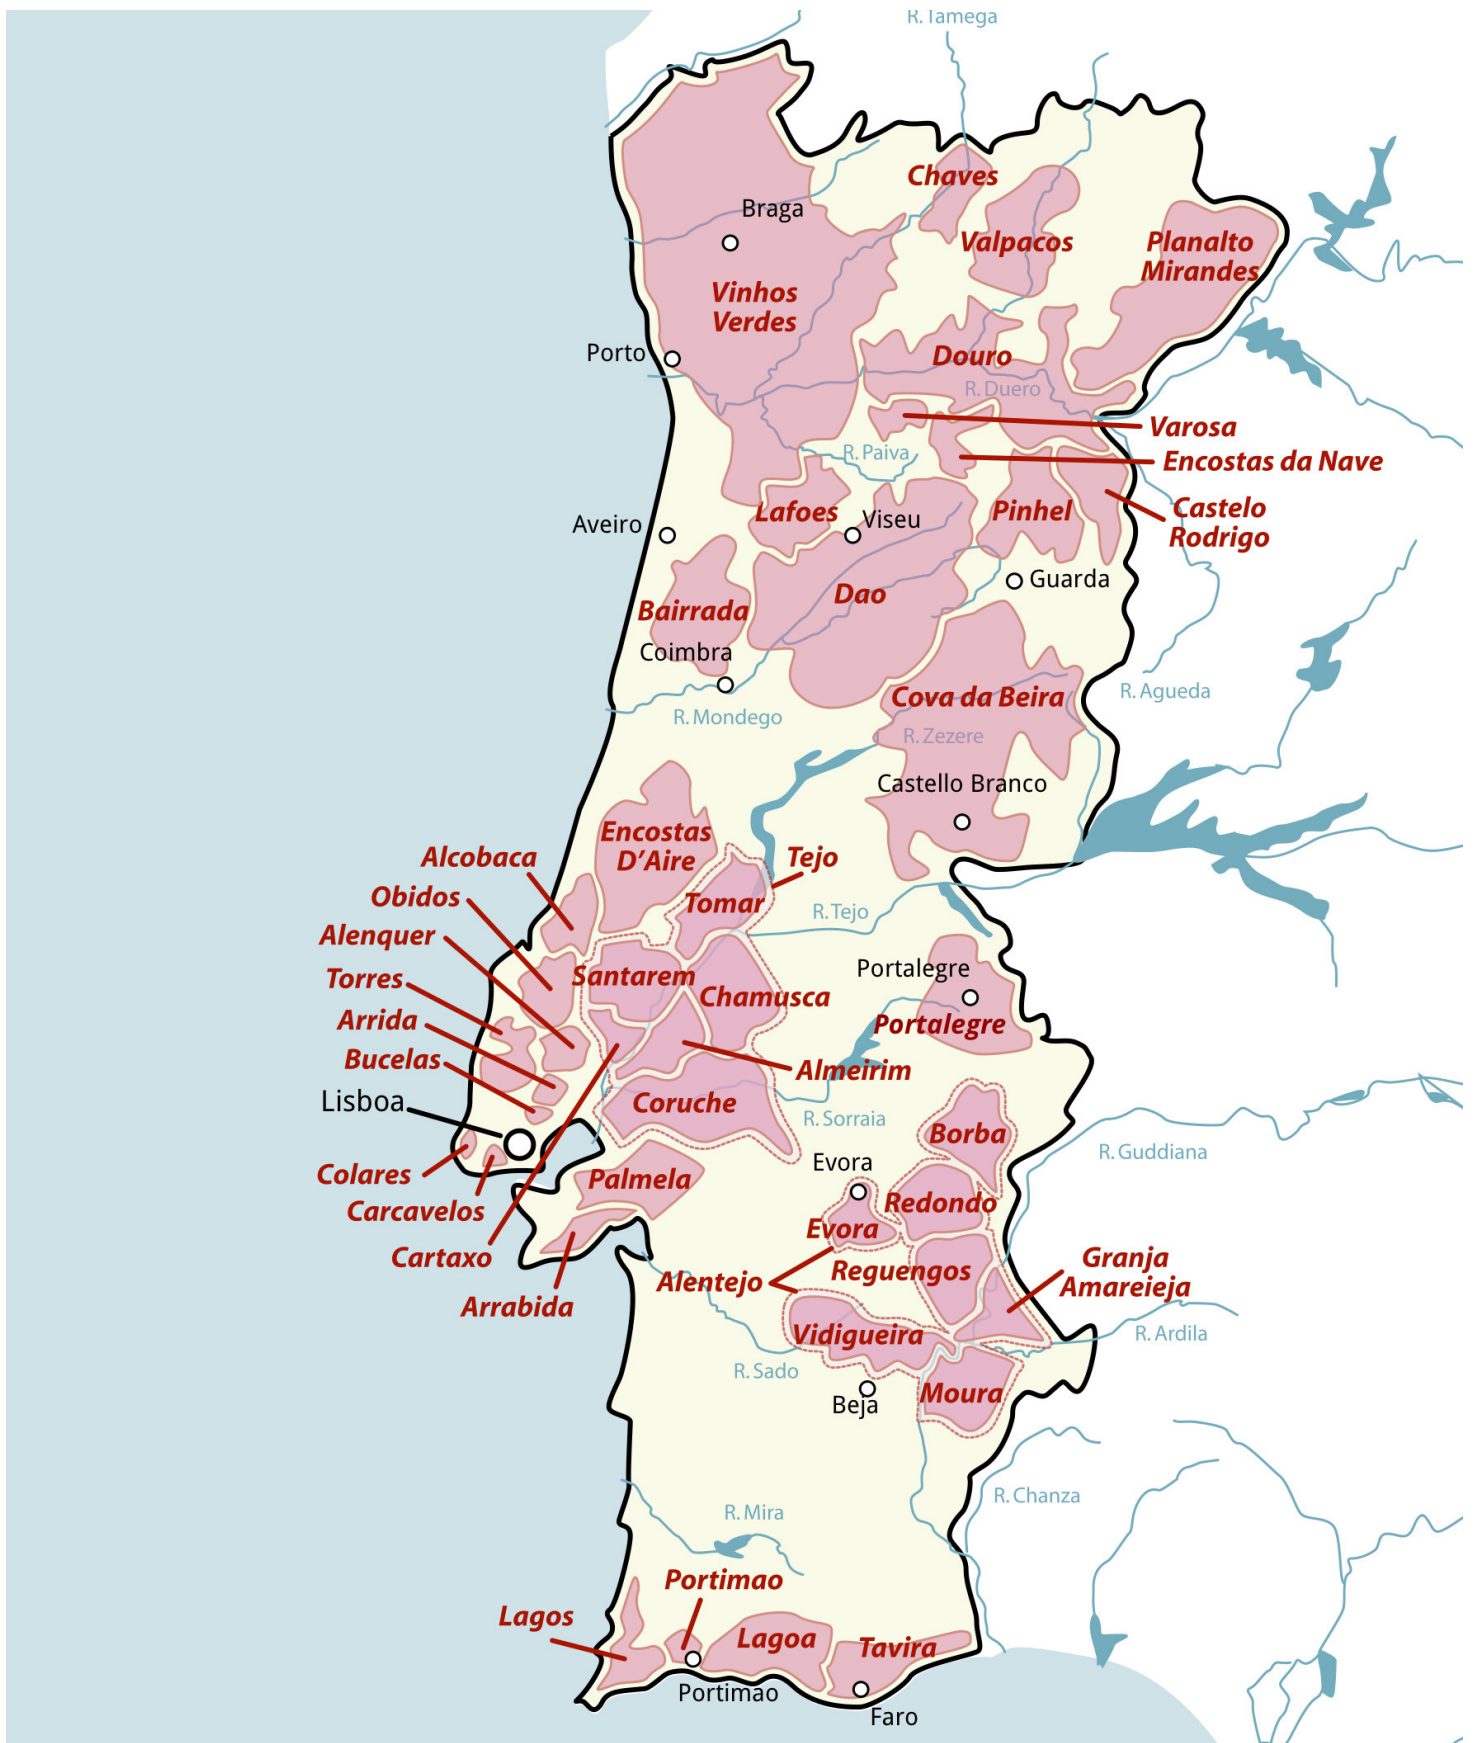 R. Tamega
Chaves
Braga
Valpacos
Planalto
Mirandes
Vinhos
Verdes
Porto
Douro
R. Duero
Varosa
R. Paiva
Encostas da Nave
Lafoes
Viseu
Pinhel
Castelo
Rodrigo
Aveiro
Guarda
Dao
Bairrada
Coimbra
R. Agueda
Cova da Beira
R. Mondego
R. Zezere
Castello Branco
Encostas
D'Aire
Alcobaca
Tejo
Obidos
Tomar
R. Tejo
Alenquer
Portalegre
Torres
Santarem
Chamusca
Arrida
Portalegre
Bucelas
Almeirim
Lisboa
Coruche
R. Sorraia
Borba
R. Guddiana
Evora
Colares
Palmela
Redondo
Carcavelos
Evora
Cartaxo
Granja
Amareieja
Reguengos
Alentejo
Arrabida
Vidigueira
R. Ardila
R. Sado
Moura
Beja
R. Chanza
R. Mira
Portimao
Lagos
Lagoa
Tavira
Portimao
Faro